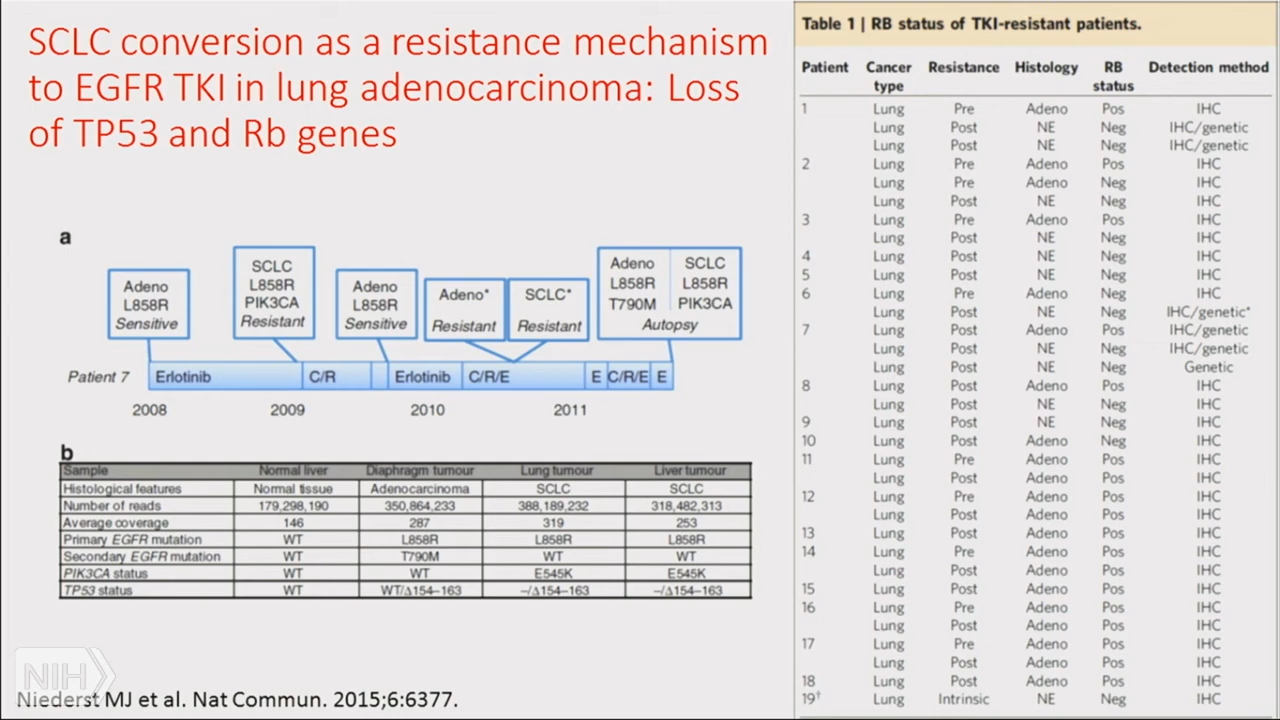 SCLC conversion as a resistance mechanism
to EGFR TKI in lung adenocarcinoma: Loss
of TP53 and Rb genes
a
Adeno
L858R
Sensitive
SCLC
L858R
PIK3CA
Resistant
Adeno
L858R
Sensitive
Adeno*
Resistant
SCLC*
Resistant
Adeno SCLC
L858R L858R
T790M PIK3CA
Autopsy
Patient 7 Erlotinib C/R Erlotinib C/R/E E C/R/E E
2008 2009 2010 2011
b
Sample Normal liver Diaphragm tumour Lung tumour Liver tumour
Histological features Normal tissue Adenocarcinoma SCLC SCLC
Number of reads 179,298,190 350,864,233 388,189,232 318,482,313
Average coverage 146 287 319 253
Primary EGFR mutation WT L858R L858R L858R
Secondary EGFR mutation WT T790M WT WT
PIK3CA status WT WT E545K E545K
TP53 status WT WT/Δ154–163 –/Δ154–163 –/Δ154–163
NIH
Niederst MJ et al. Nat Commun. 2015;6:6377.
Table 1 | RB status of TKI-resistant patients.
Patient Cancer type Resistance Histology RB status Detection method
1 Lung Pre Adeno Pos IHC
Lung Post NE Neg IHC/genetic
Lung Post NE Neg IHC/genetic
2 Lung Pre Adeno Pos IHC
Lung Pre Adeno Neg IHC
Lung Post NE Neg IHC
3 Lung Pre Adeno Pos IHC
Lung Post NE Neg IHC
4 Lung Post NE Neg IHC
5 Lung Post NE Neg IHC
6 Lung Pre Adeno Neg IHC
Lung Post NE Neg IHC/genetic*
7 Lung Post Adeno Pos IHC/genetic
Lung Post NE Neg IHC/genetic
Lung Post NE Neg Genetic
8 Lung Post Adeno Pos IHC
Lung Post NE Neg IHC
9 Lung Post NE Neg IHC
10 Lung Post Adeno Neg IHC
11 Lung Pre Adeno Pos IHC
Lung Post Adeno Pos IHC
12 Lung Pre Adeno Pos IHC
Lung Post Adeno Pos IHC
13 Lung Post Adeno Pos IHC
14 Lung Pre Adeno Pos IHC
Lung Post Adeno Pos IHC
15 Lung Post Adeno Pos IHC
16 Lung Pre Adeno Pos IHC
Lung Post Adeno Pos IHC
17 Lung Pre Adeno Pos IHC
Lung Post Adeno Pos IHC
18 Lung Post Adeno Pos IHC
19† Lung Intrinsic NE Neg IHC